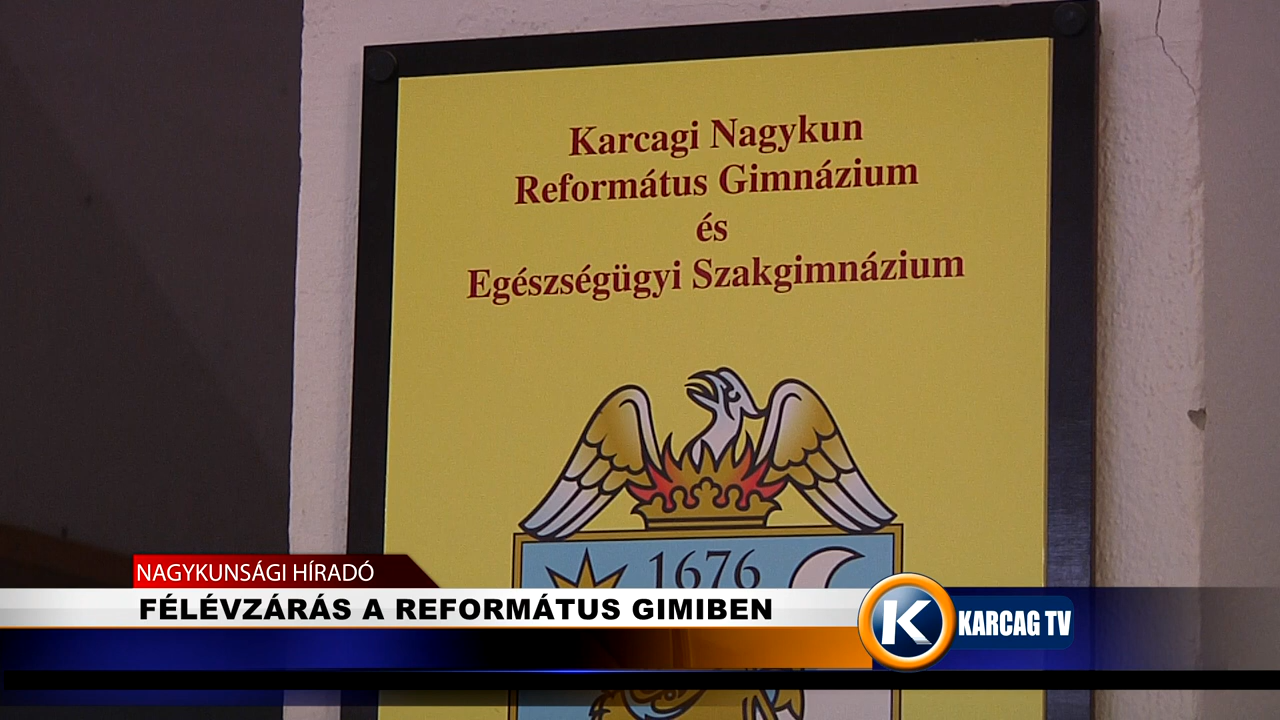 Karcagi Nagykun
Református Gimnázium
és
Egészségügyi Szakgimnázium
1676
NAGYKUNSÁGI HÍRADÓ
FÉLÉVZÁRÁS A REFORMÁTUS GIMIBEN
K KARCAG TV